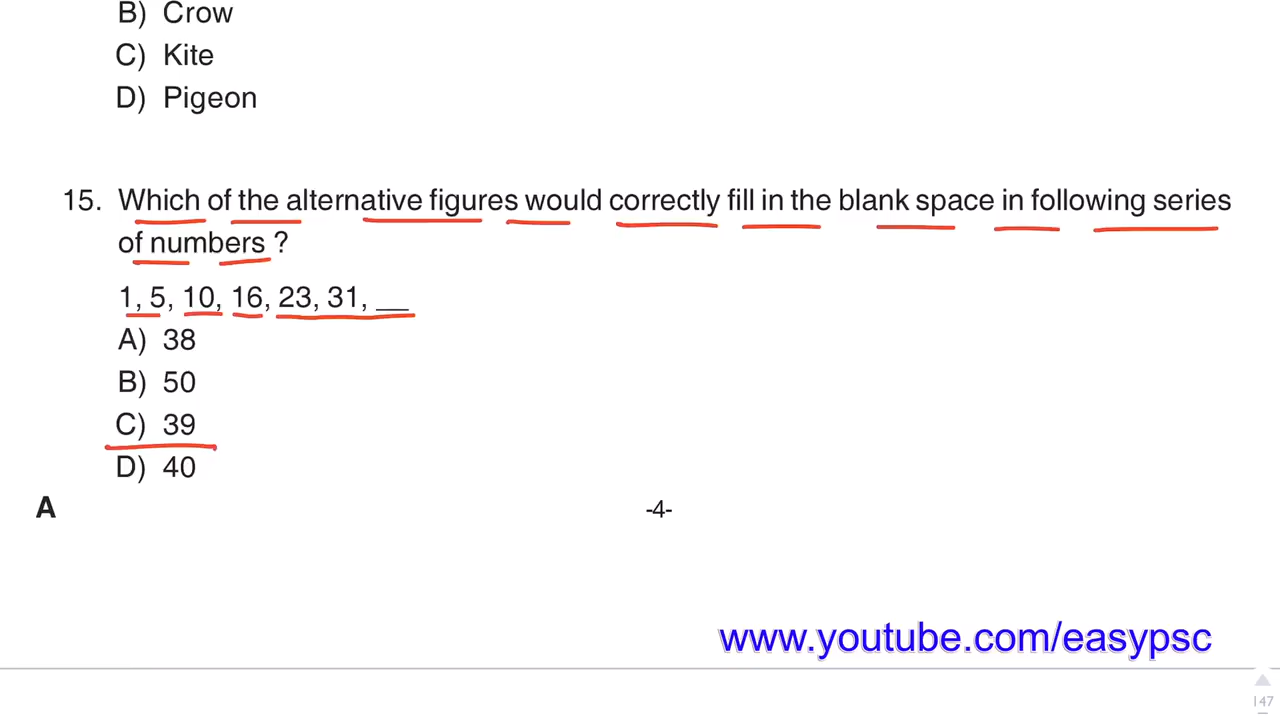 B) Crow
C) Kite
D) Pigeon
15. Which of the alternative figures would correctly fill in the blank space in following series
of numbers ?
1, 5, 10, 16, 23, 31, __
A) 38
B) 50
C) 39
D) 40
A
-4-
www.youtube.com/easypsc
147